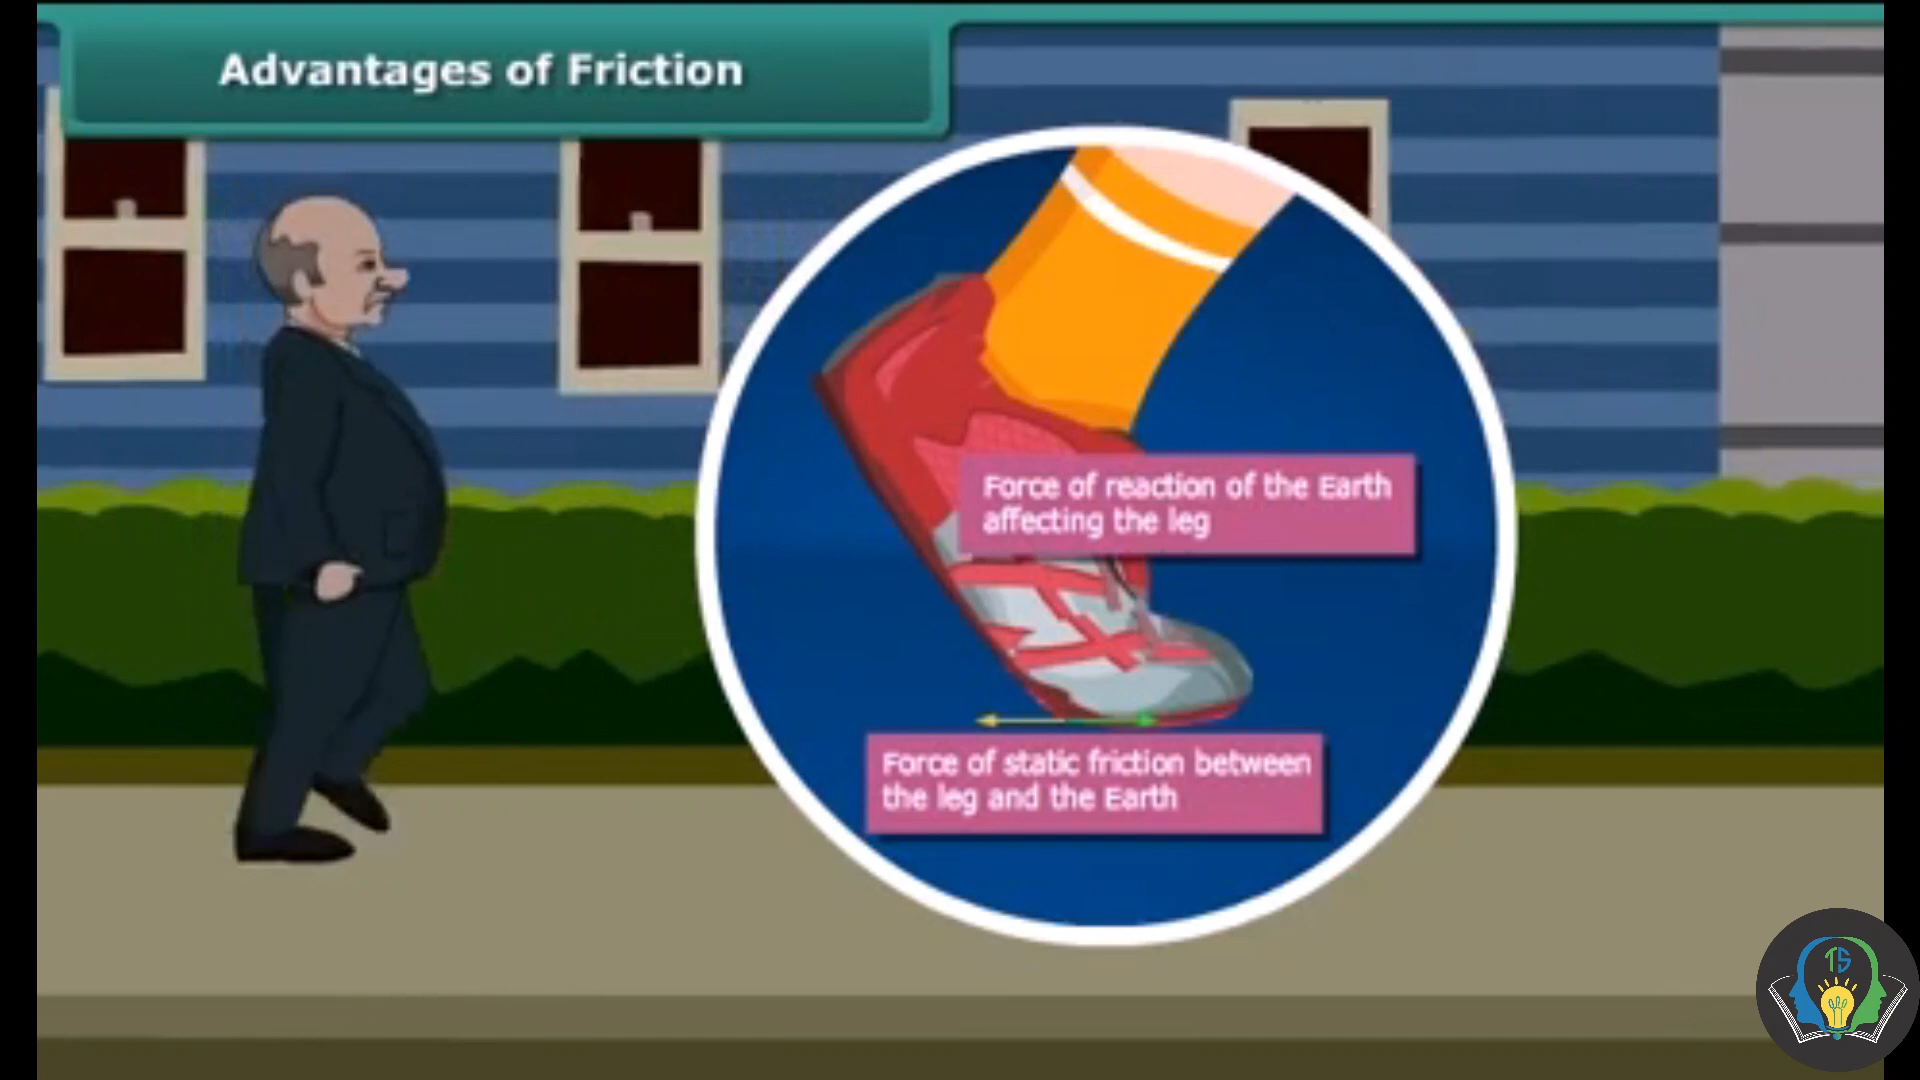 Advantages of Friction
Force of reaction of the Earth
affecting the leg
Force of static friction between
the leg and the Earth
TS